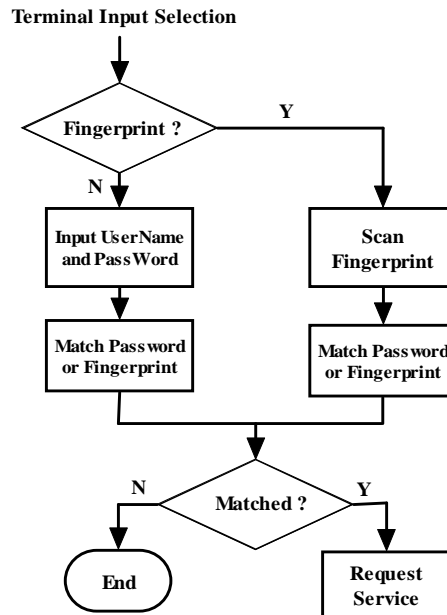 Terminal Input Selection
Fingerprint ?
Y
N
Input UserName
and PassWord
Scan
Fingerprint
Match Password
or Fingerprint
Match Password
or Fingerprint
N
Matched ?
Y
End
Request
Service